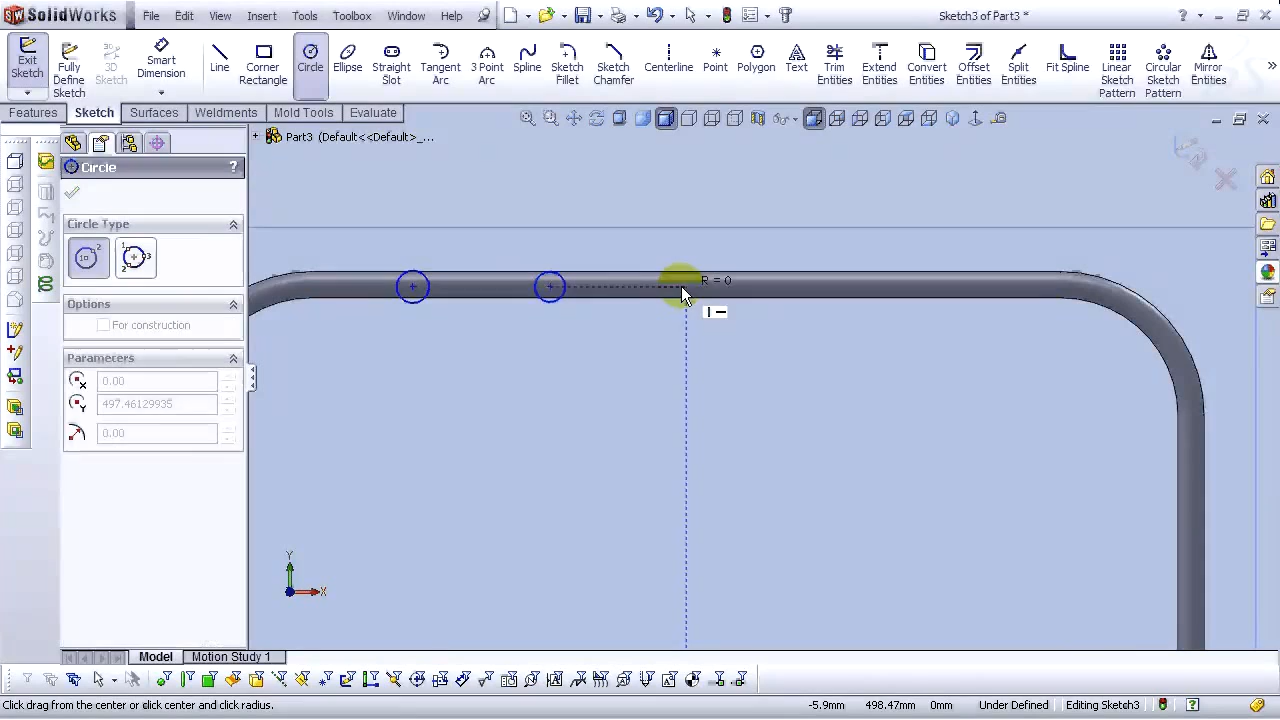 SolidWorks File Edit View Insert Tools Toolbox Window Help Sketch3 of Part3 * ?
Exit Sketch Fully Define Sketch 3D Sketch Smart Dimension Line Corner Rectangle Circle Ellipse Straight Slot Tangent Arc 3 Point Arc Spline Sketch Fillet Sketch Chamfer Centerline Point Polygon Text Trim Entities Extend Entities Convert Entities Offset Entities Split Entities Fit Spline Linear Sketch Pattern Circular Sketch Pattern Mirror Entities
Features Sketch Surfaces Weldments Mold Tools Evaluate
Part3 (Default<<Default>_...
Circle ?
Circle Type
Options
For construction
Parameters
0.00
497.46129935
0.00
R = 0
Y
X
Model Motion Study 1
Click drag from the center or click center and click radius. -5.9mm 498.47mm 0mm Under Defined Editing Sketch3 ?